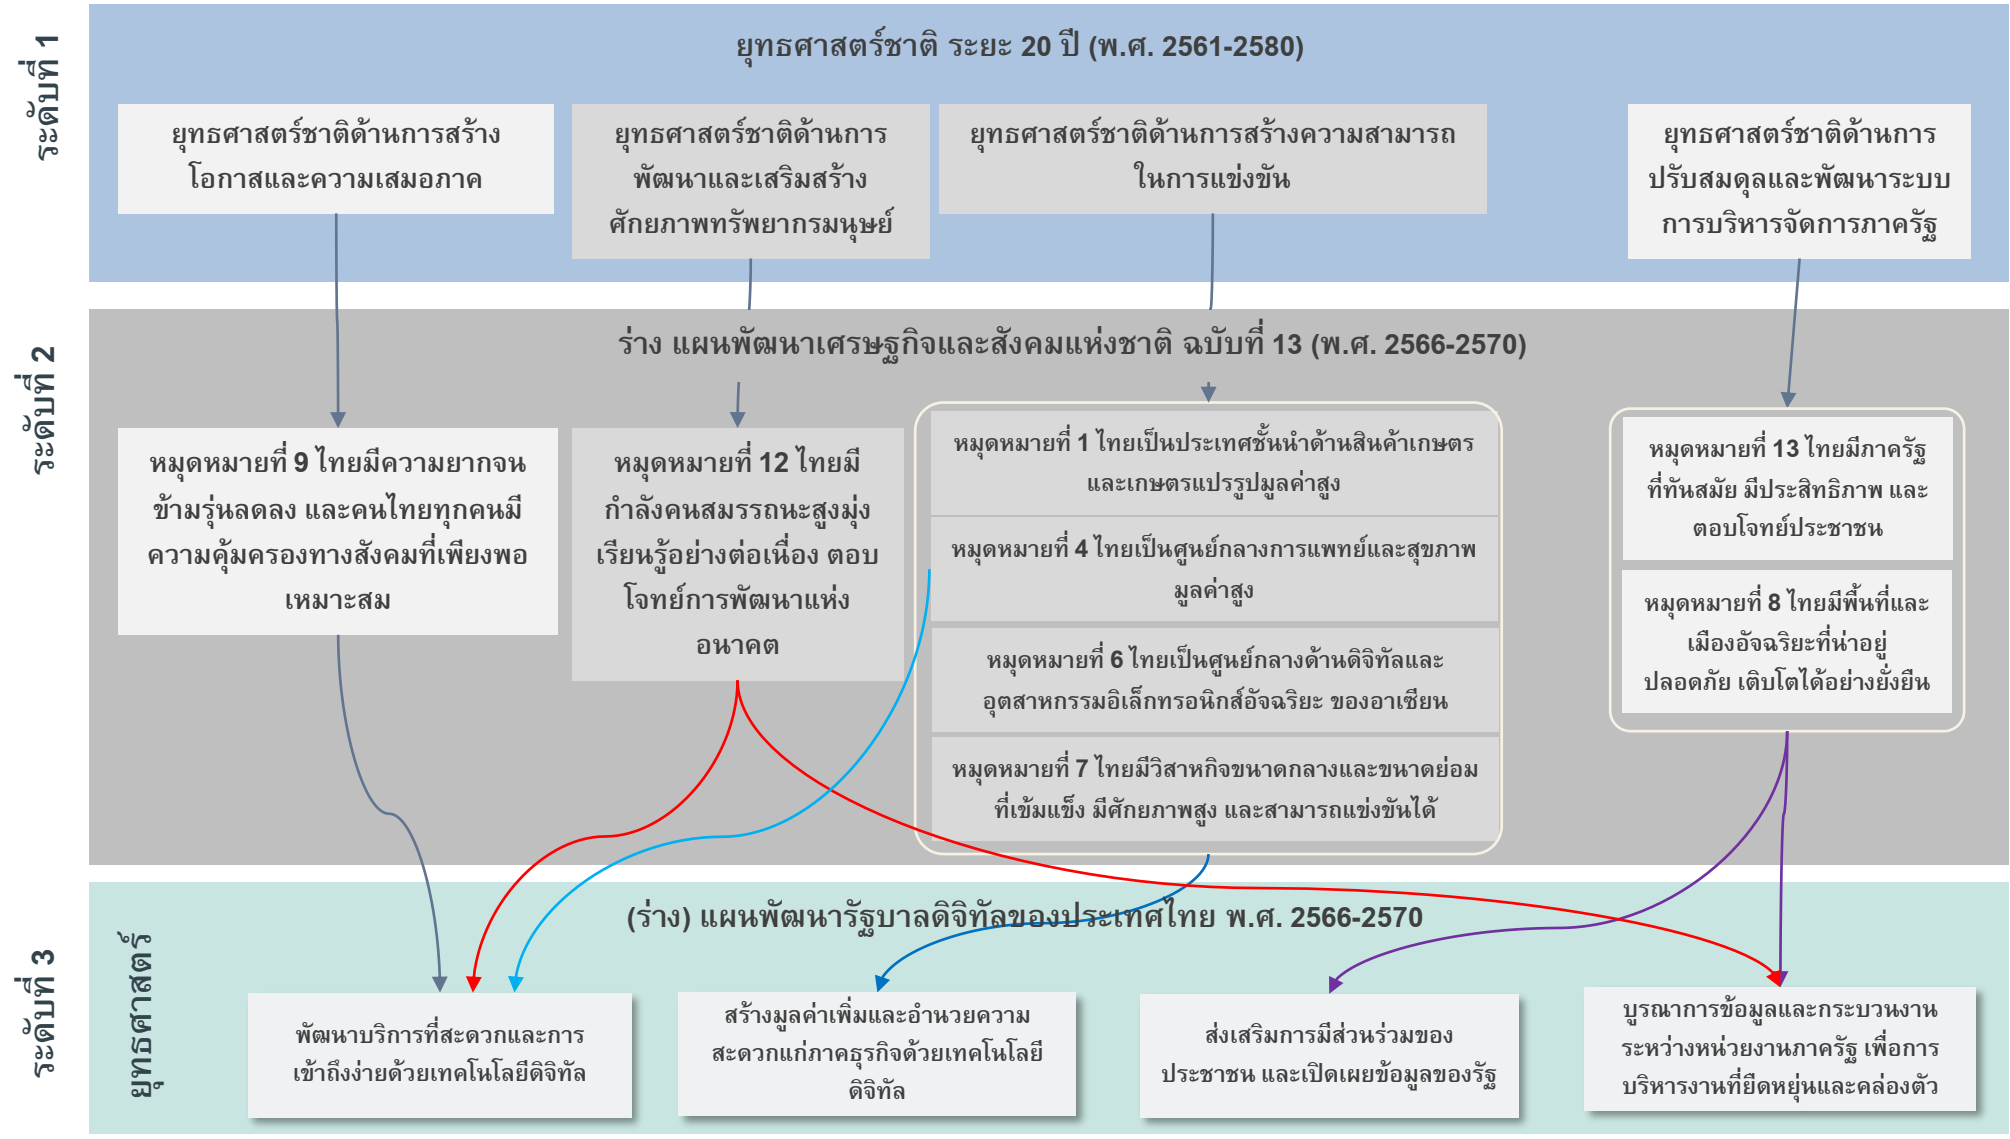 ระดับที่ 1
ยุทธศาสตร์ชาติ ระยะ 20 ปี (พ.ศ. 2561-2580)
ยุทธศาสตร์ชาติด้านการสร้าง
โอกาสและความเสมอภาค
ยุทธศาสตร์ชาติด้านการ
พัฒนาและเสริมสร้าง
ศักยภาพทรัพยากรมนุษย์
ยุทธศาสตร์ชาติด้านการสร้างความสามารถ
ในการแข่งขัน
ยุทธศาสตร์ชาติด้านการ
ปรับสมดุลและพัฒนาระบบ
การบริหารจัดการภาครัฐ
ระดับที่ 2
ร่าง แผนพัฒนาเศรษฐกิจและสังคมแห่งชาติ ฉบับที่ 13 (พ.ศ. 2566-2570)
หมุดหมายที่ 9 ไทยมีความยากจน
ข้ามรุ่นลดลง และคนไทยทุกคนมี
ความคุ้มครองทางสังคมที่เพียงพอ
เหมาะสม
หมุดหมายที่ 12 ไทยมี
กำลังคนสมรรถนะสูงมุ่ง
เรียนรู้อย่างต่อเนื่อง ตอบ
โจทย์การพัฒนาแห่ง
อนาคต
หมุดหมายที่ 1 ไทยเป็นประเทศชั้นนำด้านสินค้าเกษตร
และเกษตรแปรรูปมูลค่าสูง
หมุดหมายที่ 4 ไทยเป็นศูนย์กลางการแพทย์และสุขภาพ
มูลค่าสูง
หมุดหมายที่ 6 ไทยเป็นศูนย์กลางด้านดิจิทัลและ
อุตสาหกรรมอิเล็กทรอนิกส์อัจฉริยะ ของอาเซียน
หมุดหมายที่ 7 ไทยมีวิสาหกิจขนาดกลางและขนาดย่อม
ที่เข้มแข็ง มีศักยภาพสูง และสามารถแข่งขันได้
หมุดหมายที่ 13 ไทยมีภาครัฐ
ที่ทันสมัย มีประสิทธิภาพ และ
ตอบโจทย์ประชาชน
หมุดหมายที่ 8 ไทยมีพื้นที่และ
เมืองอัจฉริยะที่น่าอยู่
ปลอดภัย เติบโตได้อย่างยั่งยืน
ระดับที่ 3
ยุทธศาสตร์
(ร่าง) แผนพัฒนารัฐบาลดิจิทัลของประเทศไทย พ.ศ. 2566-2570
พัฒนาบริการที่สะดวกและการ
เข้าถึงง่ายด้วยเทคโนโลยีดิจิทัล
สร้างมูลค่าเพิ่มและอำนวยความ
สะดวกแก่ภาคธุรกิจด้วยเทคโนโลยี
ดิจิทัล
ส่งเสริมการมีส่วนร่วมของ
ประชาชน และเปิดเผยข้อมูลของรัฐ
บูรณาการข้อมูลและกระบวนงาน
ระหว่างหน่วยงานภาครัฐ เพื่อการ
บริหารงานที่ยืดหยุ่นและคล่องตัว